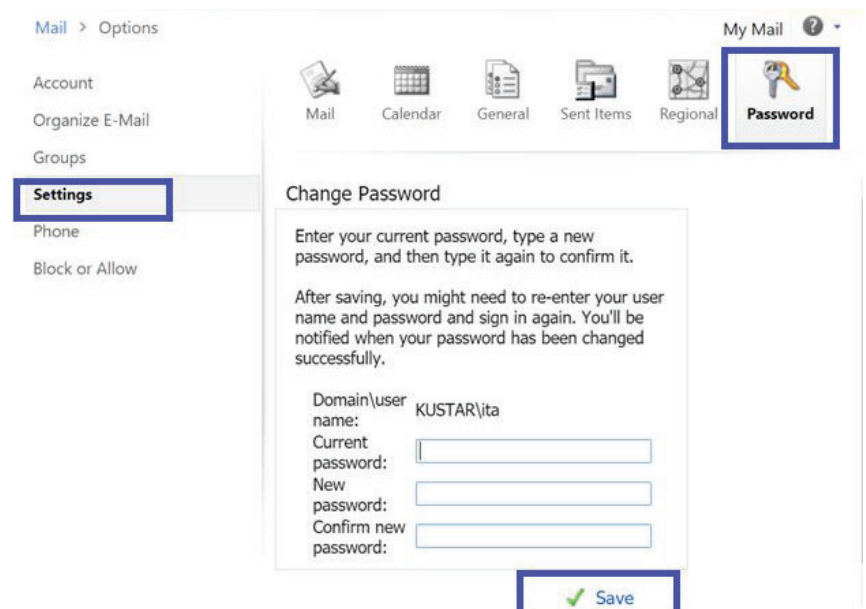 Mail > Options
My Mail
Account
Organize E-Mail
Groups
Settings
Phone
Block or Allow
Mail
Calendar
General
Sent Items
Regional
Password
Change Password
Enter your current password, type a new
password, and then type it again to confirm it.
After saving, you might need to re-enter your user
name and password and sign in again. You'll be
notified when your password has been changed
successfully.
Domain\user
name:
KUSTAR\ita
Current
password:
New
password:
Confirm new
password:
Save